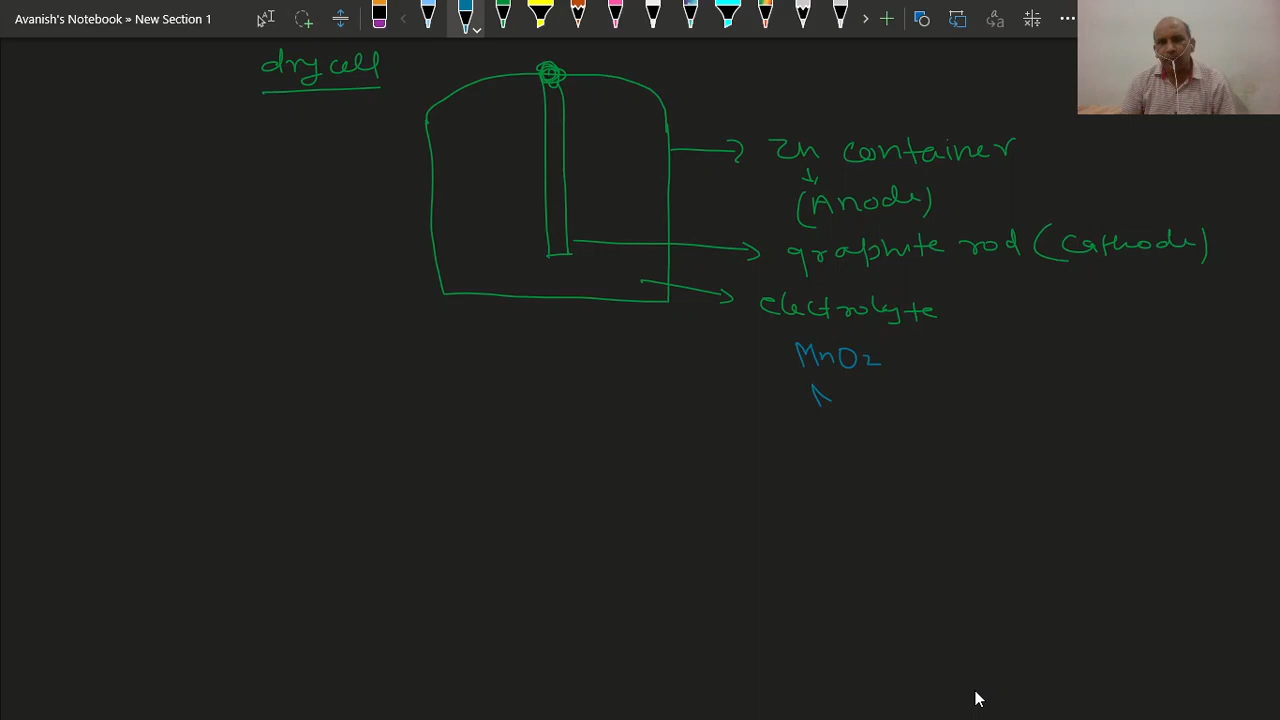 Avanish's Notebook » New Section 1
dry cell
Zn container
(Anode)
graphite rod (Cathode)
electrolyte
MnO2